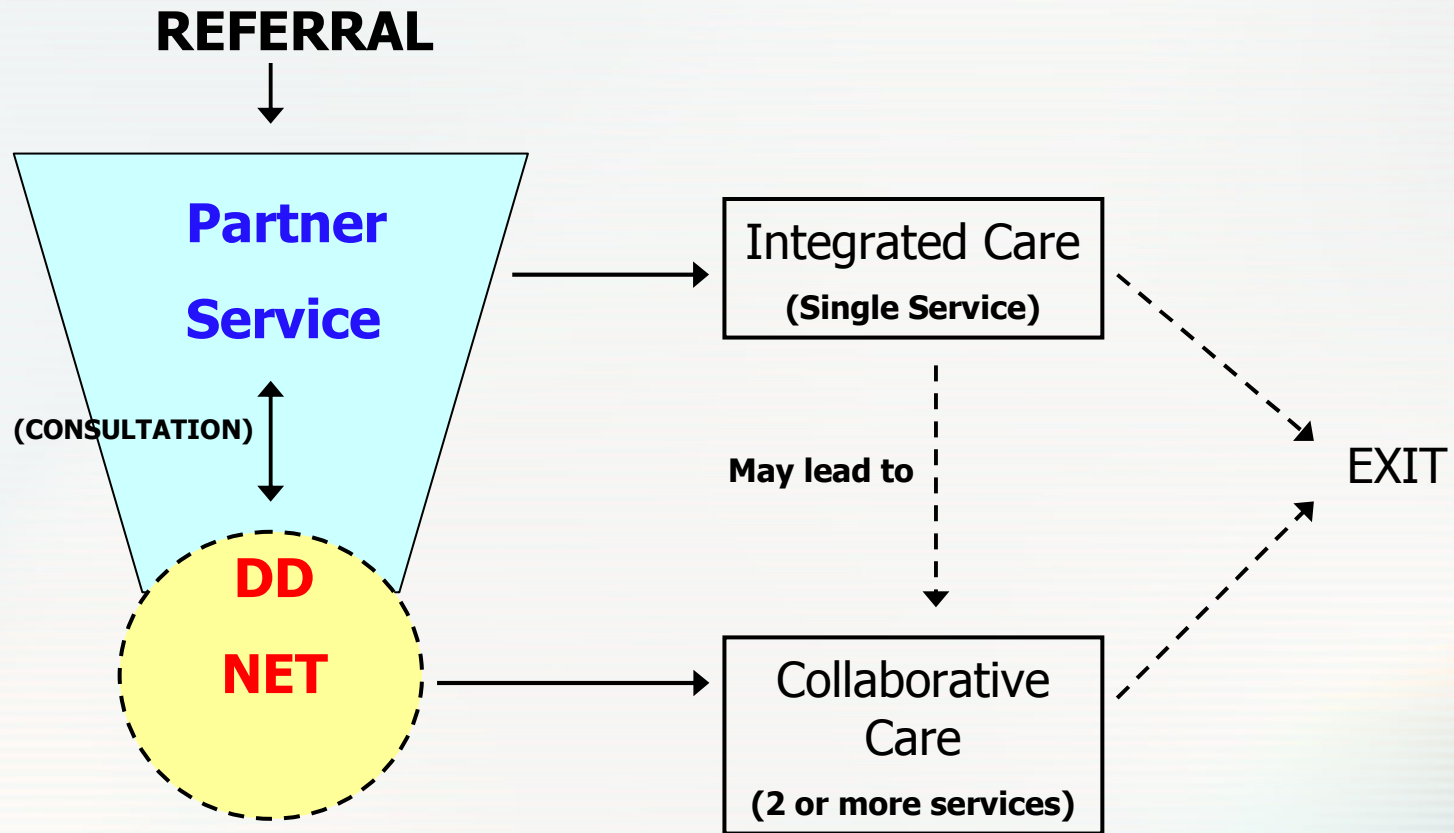 REFERRAL
Partner
Service
(CONSULTATION)
DD
NET
Integrated Care
(Single Service)
May lead to
Collaborative
Care
(2 or more services)
EXIT